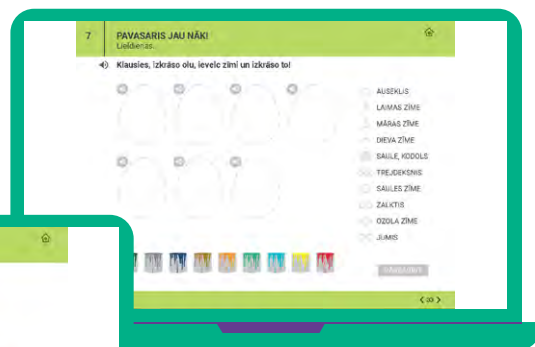 7 PAVASARIS JAU NĀK!
Lieldienas.
Klausies, izkrāso olu, ievelc zīmi un izkrāso to!
AUSEKLIS
LAIMAS ZĪME
MĀRAS ZĪME
DIEVA ZĪME
SAULE, KODOLS
TREJDEKSNIS
SAULES ZĪME
ZALKTIS
OZOLA ZĪME
JUMIS